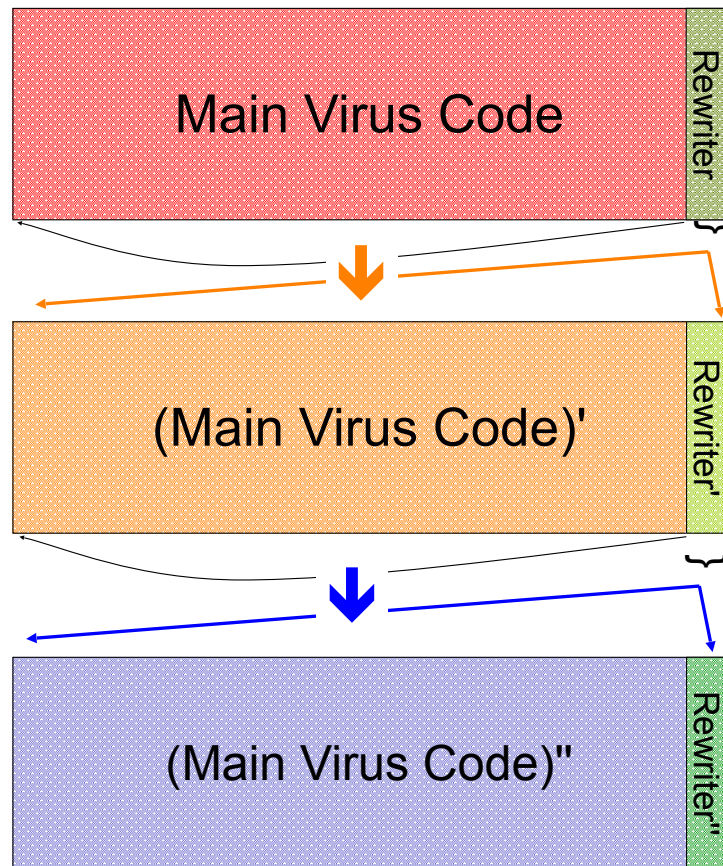 Main Virus Code
Rewriter
(Main Virus Code)'
Rewriter'
(Main Virus Code)"
Rewriter"